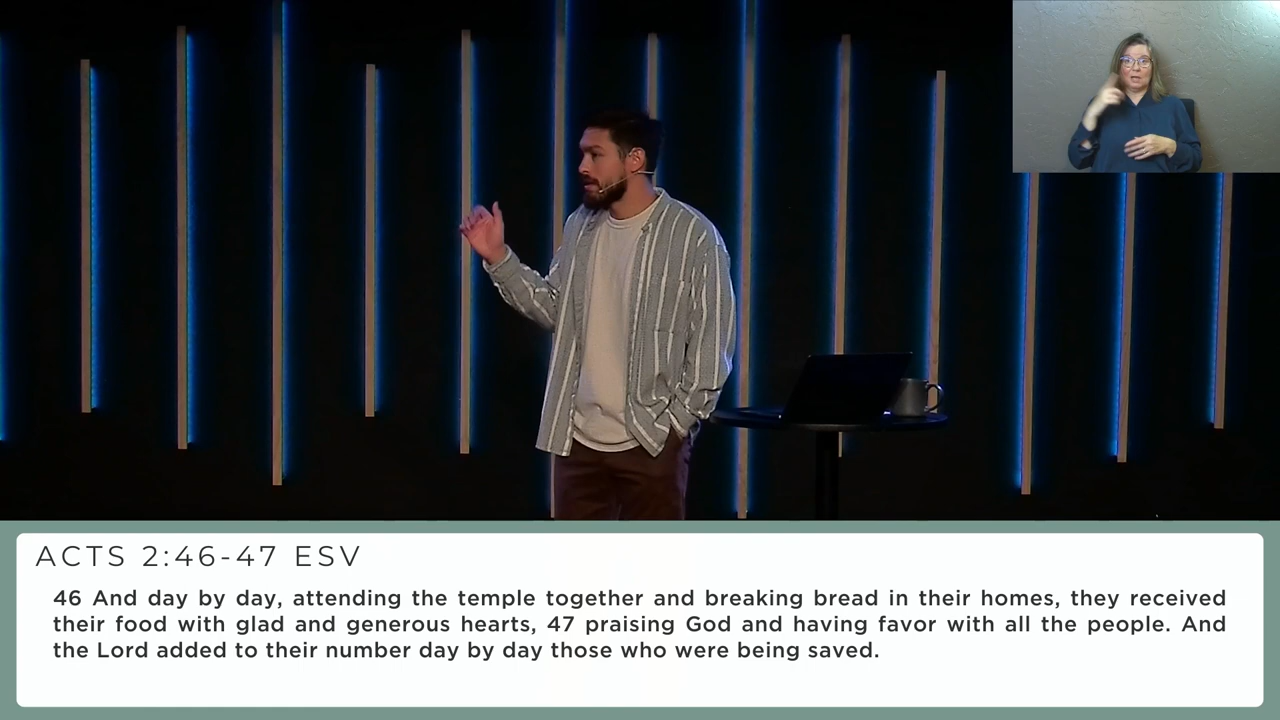 ACTS 2:46-47 ESV
46 And day by day, attending the temple together and breaking bread in their homes, they received
their food with glad and generous hearts, 47 praising God and having favor with all the people. And
the Lord added to their number day by day those who were being saved.